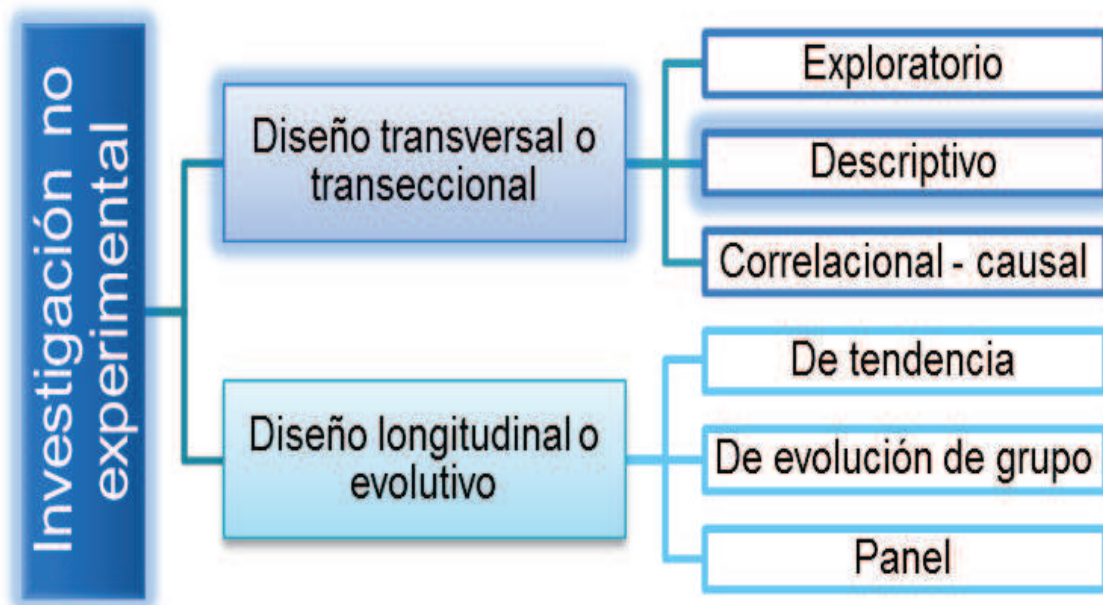 Investigación no
experimental
Diseño transversal o
transeccional
Exploratorio
Descriptivo
Correlacional - causal
Diseño longitudinal o
evolutivo
De tendencia
De evolución de grupo
Panel